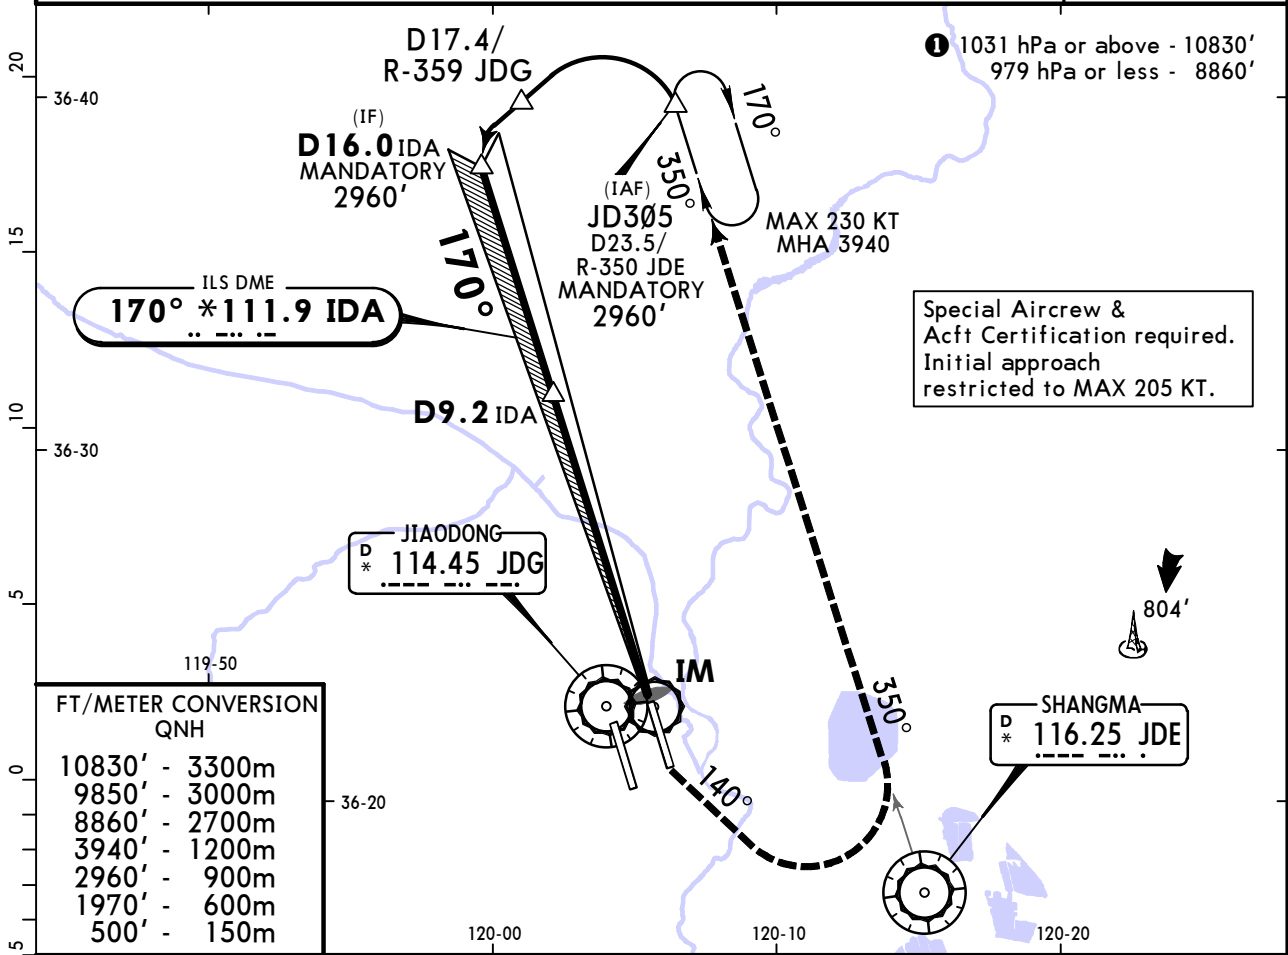 D17.4/
R-359 JDG
❶ 1031 hPa or above - 10830'
979 hPa or less - 8860'
20
36-40
(IF)
D16.0 IDA
MANDATORY
2960'
170°
350°
(IAF)
JD3Ø5
D23.5/
R-350 JDE
MANDATORY
2960'
MAX 230 KT
MHA 3940
15
170°
ILS DME
170° *111.9 IDA
Special Aircrew &
Acft Certification required.
Initial approach
restricted to MAX 205 KT.
10
D9.2 IDA
36-30
JIAODONG
D
* 114.45 JDG
5
804'
119-50
IM
350°
SHANGMA
D
* 116.25 JDE
FT/METER CONVERSION
QNH
10830' - 3300m
9850' - 3000m
8860' - 2700m
3940' - 1200m
2960' - 900m
1970' - 600m
500' - 150m
0
36-20
140°
5
120-00
120-10
120-20